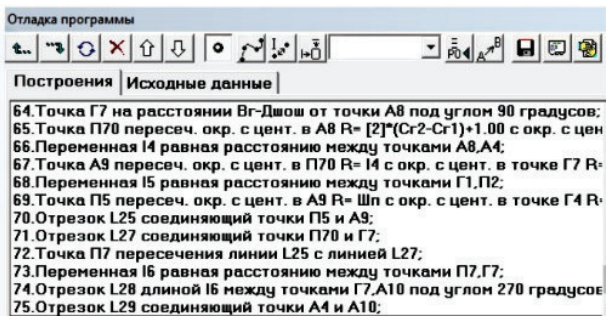 Отладка программы
Построения Исходные данные
64.Точка Г7 на расстоянии Вг-Дшош от точки А8 под углом 90 градусов;
65.Точка П70 пересеч. окр. с цент. в А8 R= [2]*(Сг2-Сг1)+1.00 с окр. с цен
66.Переменная I4 равная расстоянию между точками А8,А4;
67.Точка А9 пересеч. окр. с цент. в П70 R= I4 с окр. с цент. в точке Г7 R=
68.Переменная I5 равная расстоянию между точками Г1,П2;
69.Точка П5 пересеч. окр. с цент. в А9 R= Шп с окр. с цент. в точке Г4 R=
70.Отрезок L25 соединяющий точки П5 и А9;
71.Отрезок L27 соединяющий точки П70 и Г7;
72.Точка П7 пересечения линии L25 с линией L27;
73.Переменная I6 равная расстоянию между точками П7,Г7;
74.Отрезок L28 длиной I6 между точками Г7,А10 под углом 270 градусов
75.Отрезок L29 соединяющий точки А4 и А10;